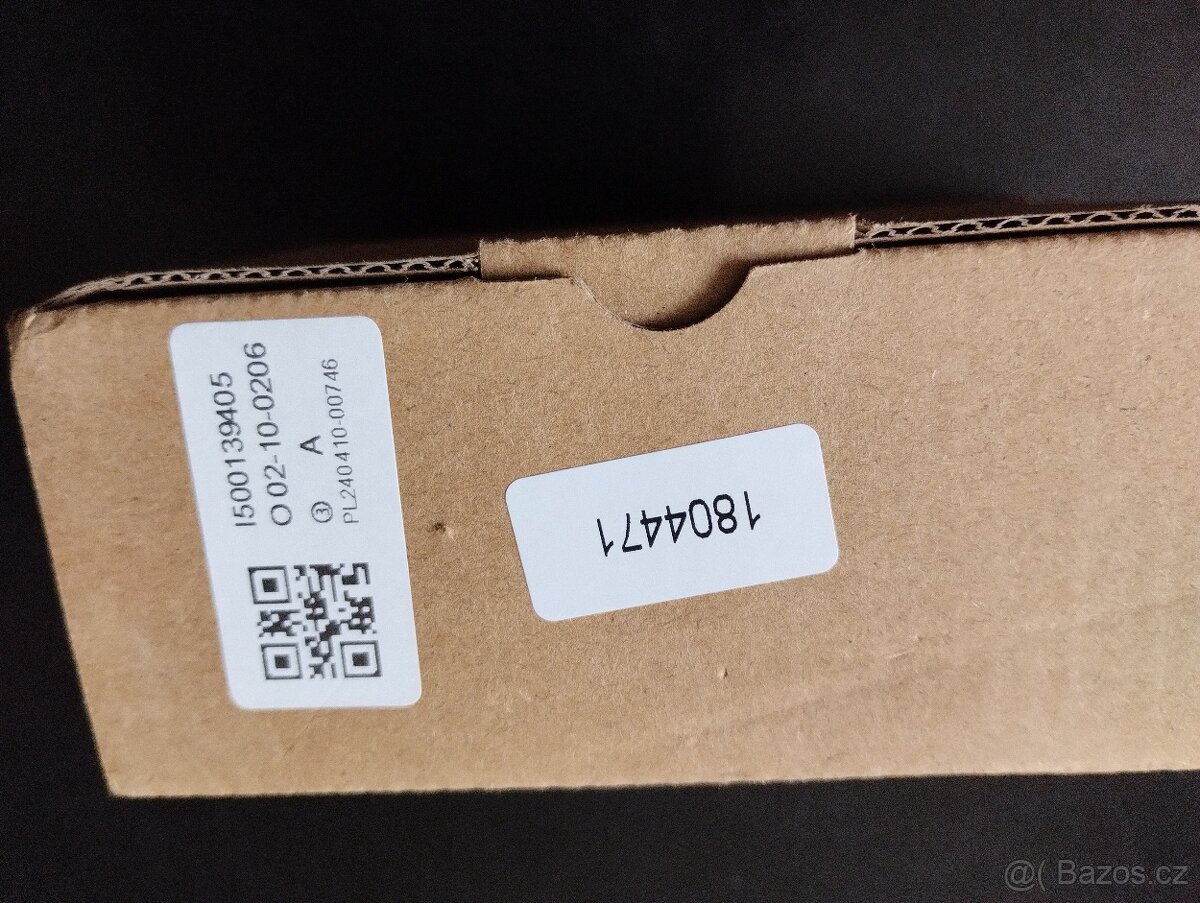 I500139405
O 02-10-0206
③ A
PL240410-00746
1804471
@( Bazos.cz